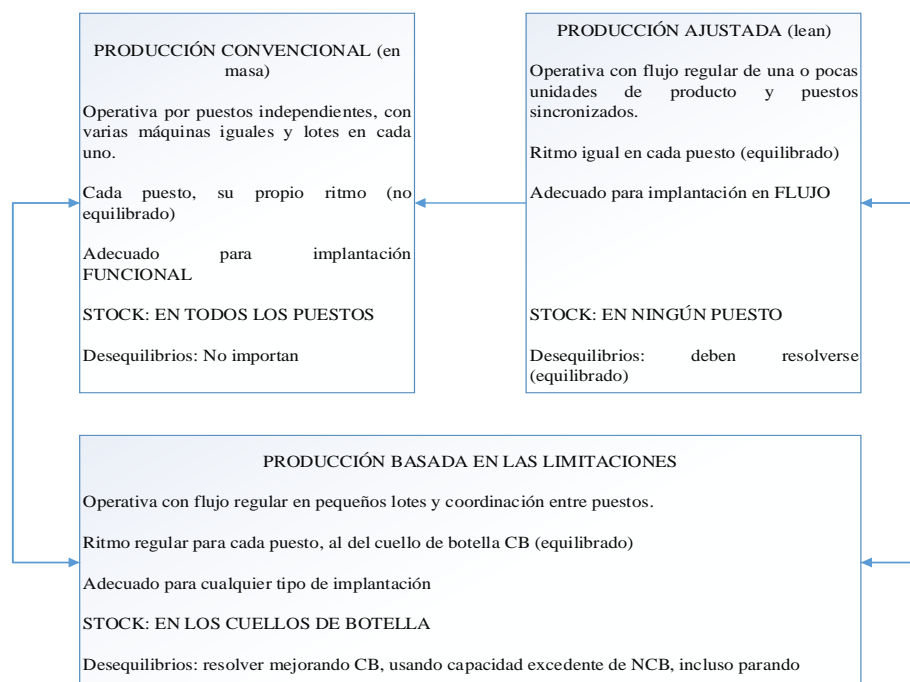 PRODUCCIÓN CONVENCIONAL (en
masa)
Operativa por puestos independientes, con
varias máquinas iguales y lotes en cada
uno.
Cada puesto, su propio ritmo (no
equilibrado)
Adecuado para implantación
FUNCIONAL
STOCK: EN TODOS LOS PUESTOS
Desequilibrios: No importan
PRODUCCIÓN AJUSTADA (lean)
Operativa con flujo regular de una o pocas
unidades de producto y puestos
sincronizados.
Ritmo igual en cada puesto (equilibrado)
Adecuado para implantación en FLUJO
STOCK: EN NINGÚN PUESTO
Desequilibrios: deben resolverse
(equilibrado)
PRODUCCIÓN BASADA EN LAS LIMITACIONES
Operativa con flujo regular en pequeños lotes y coordinación entre puestos.
Ritmo regular para cada puesto, al del cuello de botella CB (equilibrado)
Adecuado para cualquier tipo de implantación
STOCK: EN LOS CUELLOS DE BOTELLA
Desequilibrios: resolver mejorando CB, usando capacidad excedente de NCB, incluso parando